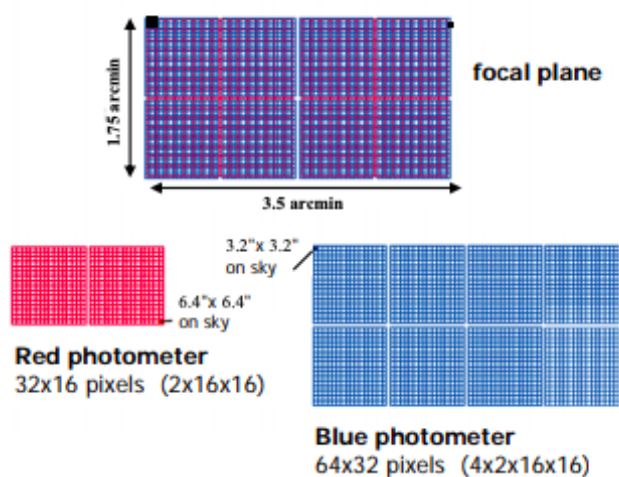 focal plane
1.75 arcmin
3.5 arcmin
3.2"x 3.2"
on sky
6.4"x 6.4"
on sky
Red photometer
32x16 pixels (2x16x16)
Blue photometer
64x32 pixels (4x2x16x16)